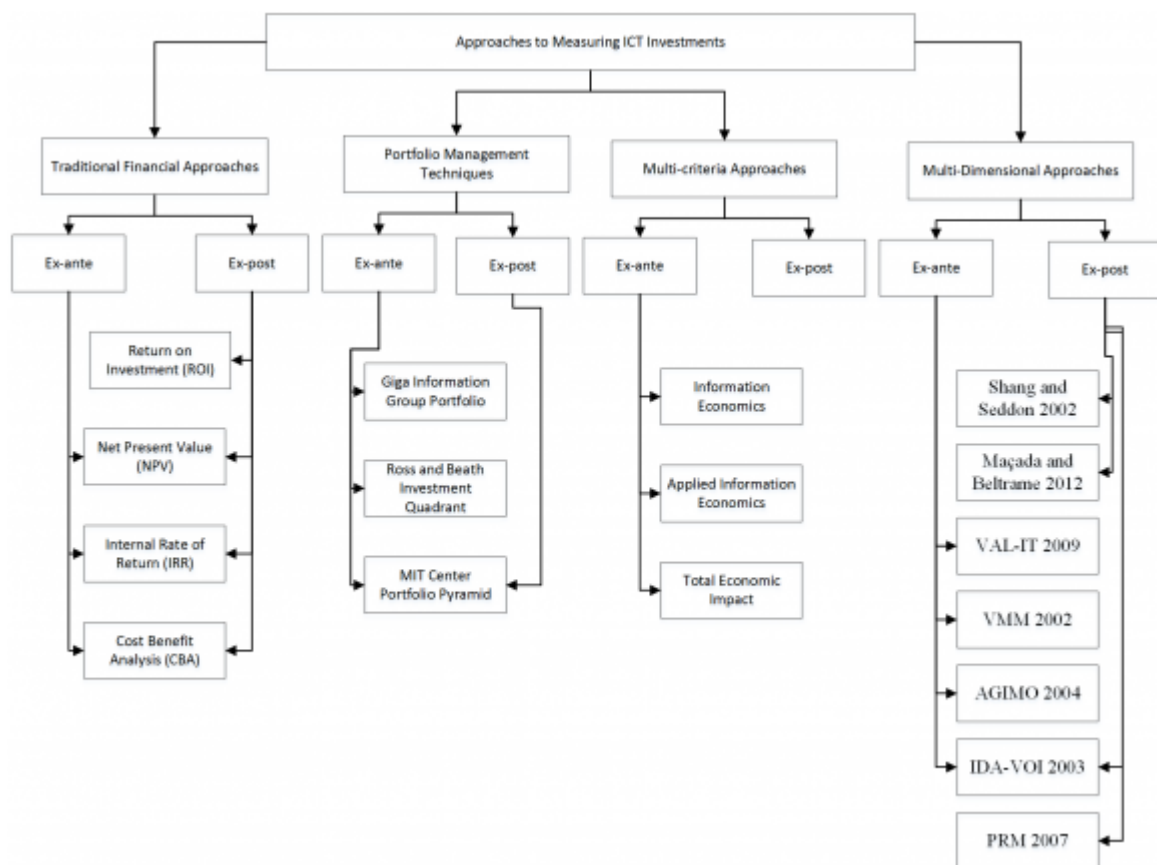 Approaches to Measuring ICT Investments
Traditional Financial Approaches
Portfolio Management
Techniques
Multi-criteria Approaches
Multi-Dimensional Approaches
Ex-ante
Ex-post
Ex-ante
Ex-post
Ex-ante
Ex-post
Ex-ante
Ex-post
Return on
Investment (ROI)
Net Present Value
(NPV)
Internal Rate of
Return (IRR)
Cost Benefit
Analysis (CBA)
Giga Information
Group Portfolio
Ross and Beath
Investment
Quadrant
MIT Center
Portfolio Pyramid
Information
Economics
Applied Information
Economics
Total Economic
Impact
Shang and
Seddon 2002
Maçada and
Beltrame 2012
VAL-IT 2009
VMM 2002
AGIMO 2004
IDA-VOI 2003
PRM 2007